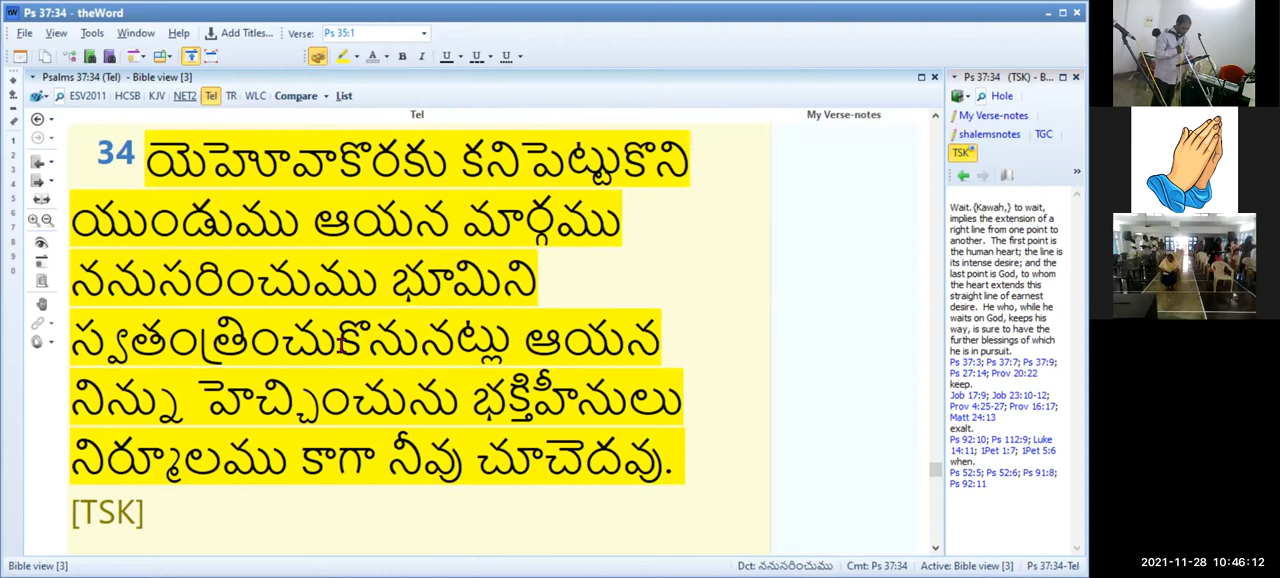 Ps 37:34 - theWord
File View Tools Window Help Add Titles... Verse: Ps 35:1
Psalms 37:34 (Tel) - Bible view [3]
ESV2011 HCSB KJV NET2 Tel TR WLC Compare List
Tel
My Verse-notes
34 యెహోవాకొరకు కనిపెట్టుకొని
యుండుము ఆయన మార్గము
ననుసరించుము భూమిని
స్వతంత్రించుకొనునట్లు ఆయన
నిన్ను హెచ్చించును భక్తిహీనులు
నిర్మూలము కాగా నీవు చూచెదవు.
[TSK]
Ps 37:34 (TSK) - B...
Hole
My Verse-notes
shalemsnotes TGC
TSK
Wait. {Kawah,} to wait,
implies the extension of a
right line from one point to
another. The first point is
the human heart; the line is
its intense desire; and the
last point is God, to whom
the heart extends this
straight line of earnest
desire. He who, while he
waits on God, keeps his
way, is sure to have the
further blessings of which
he is in pursuit.
Ps 37:3; Ps 37:7; Ps 37:9;
Ps 27:14; Prov 20:22
keep.
Job 17:9; Job 23:10-12;
Prov 4:25-27; Prov 16:17;
Matt 24:13
exalt.
Ps 92:10; Ps 112:9; Luke
14:11; 1Pet 1:7; 1Pet 5:6
when.
Ps 52:5; Ps 52:6; Ps 91:8;
Ps 92:11
Bible view [3] Dct: ననుసరించుము Cmt: Ps 37:34 Active: Bible view [3] Ps 37:34-Tel
2021-11-28 10:46:12